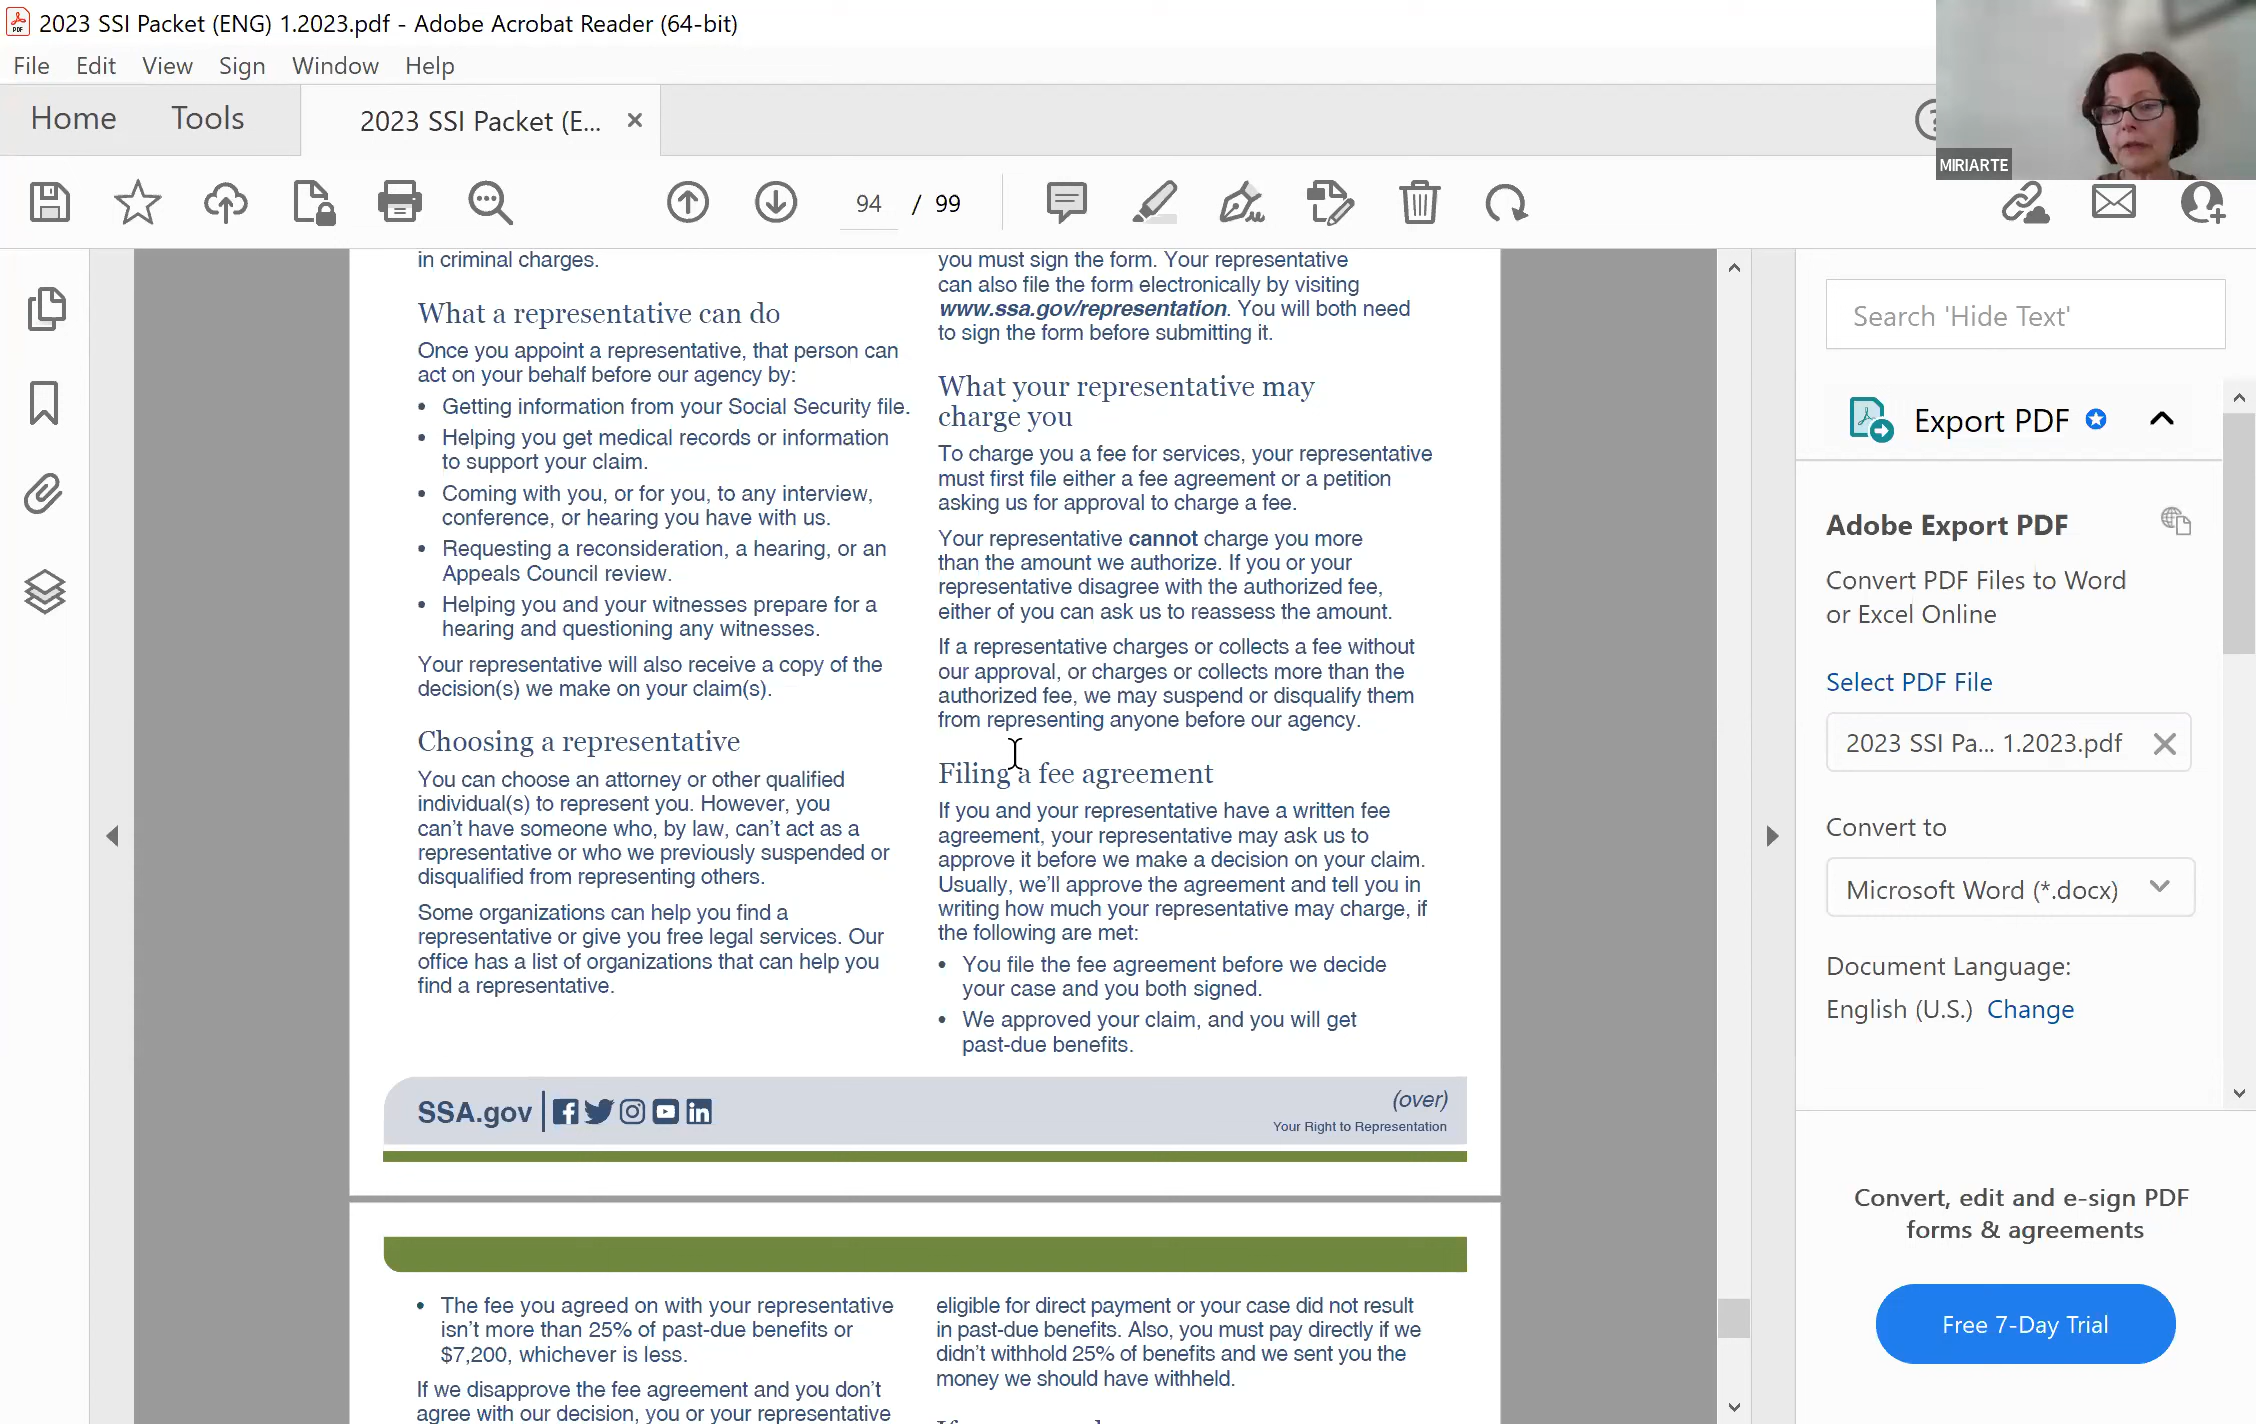 2023 SSI Packet (ENG) 1.2023.pdf - Adobe Acrobat Reader (64-bit)
File Edit View Sign Window Help
Home Tools 2023 SSI Packet (E...
MIRIARTE
94 / 99
in criminal charges.
What a representative can do
Once you appoint a representative, that person can
act on your behalf before our agency by:
• Getting information from your Social Security file.
• Helping you get medical records or information
to support your claim.
• Coming with you, or for you, to any interview,
conference, or hearing you have with us.
• Requesting a reconsideration, a hearing, or an
Appeals Council review.
• Helping you and your witnesses prepare for a
hearing and questioning any witnesses.
Your representative will also receive a copy of the
decision(s) we make on your claim(s).
Choosing a representative
You can choose an attorney or other qualified
individual(s) to represent you. However, you
can't have someone who, by law, can't act as a
representative or who we previously suspended or
disqualified from representing others.
Some organizations can help you find a
representative or give you free legal services. Our
office has a list of organizations that can help you
find a representative.
you must sign the form. Your representative
can also file the form electronically by visiting
www.ssa.gov/representation. You will both need
to sign the form before submitting it.
What your representative may
charge you
To charge you a fee for services, your representative
must first file either a fee agreement or a petition
asking us for approval to charge a fee.
Your representative cannot charge you more
than the amount we authorize. If you or your
representative disagree with the authorized fee,
either of you can ask us to reassess the amount.
If a representative charges or collects a fee without
our approval, or charges or collects more than the
authorized fee, we may suspend or disqualify them
from representing anyone before our agency.
Filing a fee agreement
If you and your representative have a written fee
agreement, your representative may ask us to
approve it before we make a decision on your claim.
Usually, we'll approve the agreement and tell you in
writing how much your representative may charge, if
the following are met:
• You file the fee agreement before we decide
your case and you both signed.
• We approved your claim, and you will get
past-due benefits.
SSA.gov
(over)
Your Right to Representation
• The fee you agreed on with your representative
isn't more than 25% of past-due benefits or
$7,200, whichever is less.
If we disapprove the fee agreement and you don't
agree with our decision, you or your representative
eligible for direct payment or your case did not result
in past-due benefits. Also, you must pay directly if we
didn't withhold 25% of benefits and we sent you the
money we should have withheld.
Search 'Hide Text'
Export PDF
Adobe Export PDF
Convert PDF Files to Word
or Excel Online
Select PDF File
2023 SSI Pa... 1.2023.pdf
Convert to
Microsoft Word (*.docx)
Document Language:
English (U.S.) Change
Convert, edit and e-sign PDF
forms & agreements
Free 7-Day Trial